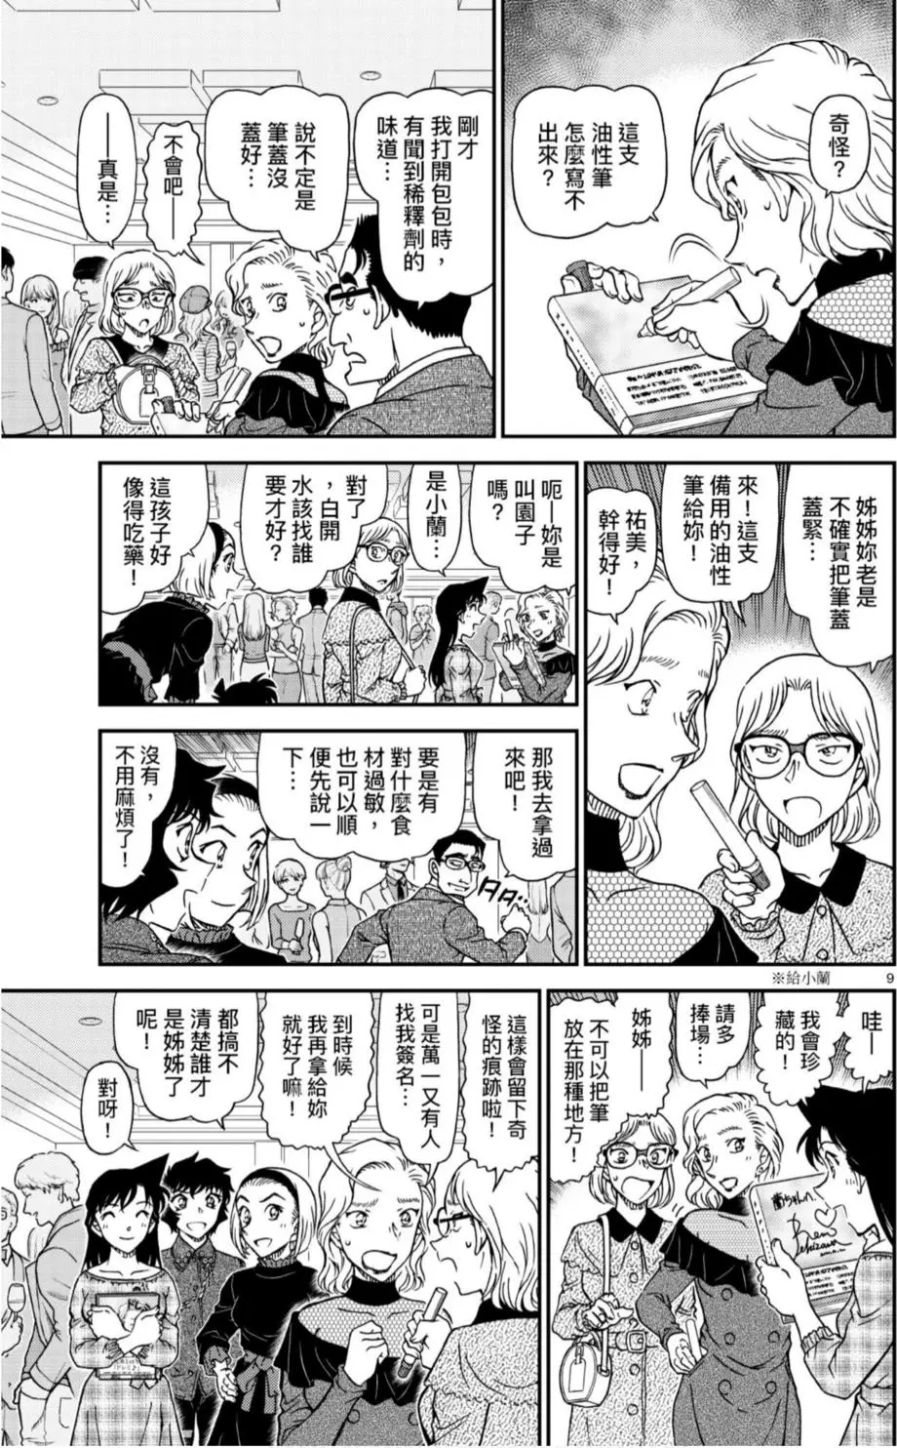 奇怪?
這支
油性筆
怎麼寫不
出來?
剛才
我打開包包時,
有聞到稀釋劑的
味道…
說不定是
筆蓋沒
蓋好…
不會吧──
──真是…
姊姊妳老是
不確實把筆蓋
蓋緊…
來!這支
備用的油性
筆給妳!
祐美,
幹得好!
呃─妳是
叫園子
嗎?
是小蘭…
對了
,白開
水該找誰
要才好?
這孩子好
像得吃藥!
那我去拿過
來吧!
要是有
對什麼食
材過敏,
也可以順
便先說一
下…
沒有,
不用麻煩了!
※給小蘭
9
哇─
我會珍
藏的!
請多
捧場…
姊姊─
不可以把筆
放在那種地方!
這樣會留下奇
怪的痕跡啦!
可是萬一又有人
找我簽名…
到時候
我再拿給妳
就好了嘛!
都搞不
清楚誰才
是姊姊了
呢!
對呀!